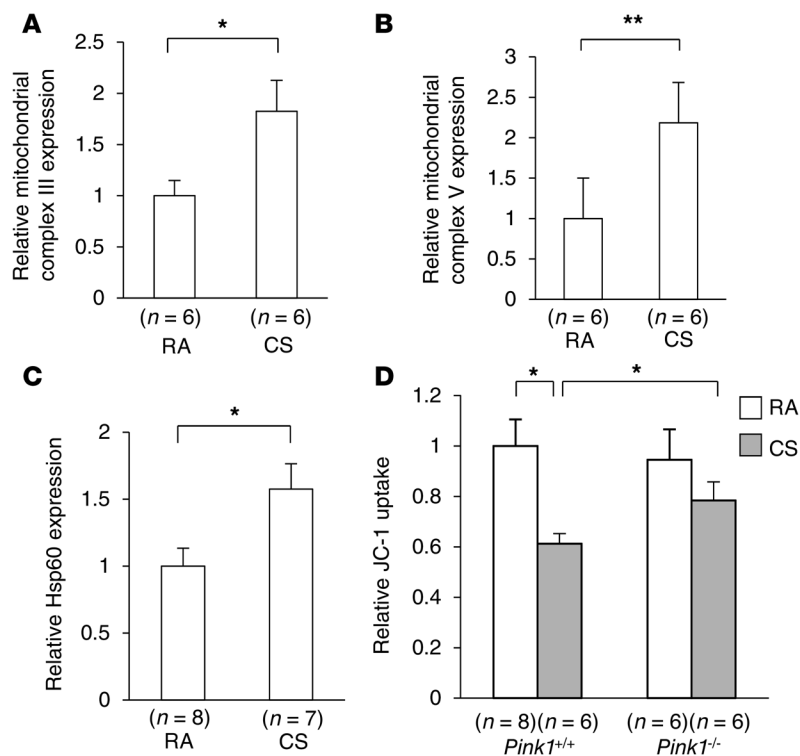 A
*
2.5
2
1.5
1
0.5
0
Relative mitochondrial
complex III expression
(n = 6) (n = 6)
RA CS
B
**
3
2.5
2
1.5
1
0.5
0
Relative mitochondrial
complex V expression
(n = 6) (n = 6)
RA CS
C
*
2
1.5
1
0.5
0
Relative Hsp60 expression
(n = 8) (n = 7)
RA CS
D
* *
1.2
1
0.8
0.6
0.4
0.2
0
Relative JC-1 uptake
RA
CS
(n = 8)(n = 6) (n = 6)(n = 6)
Pink1+/+ Pink1-/-